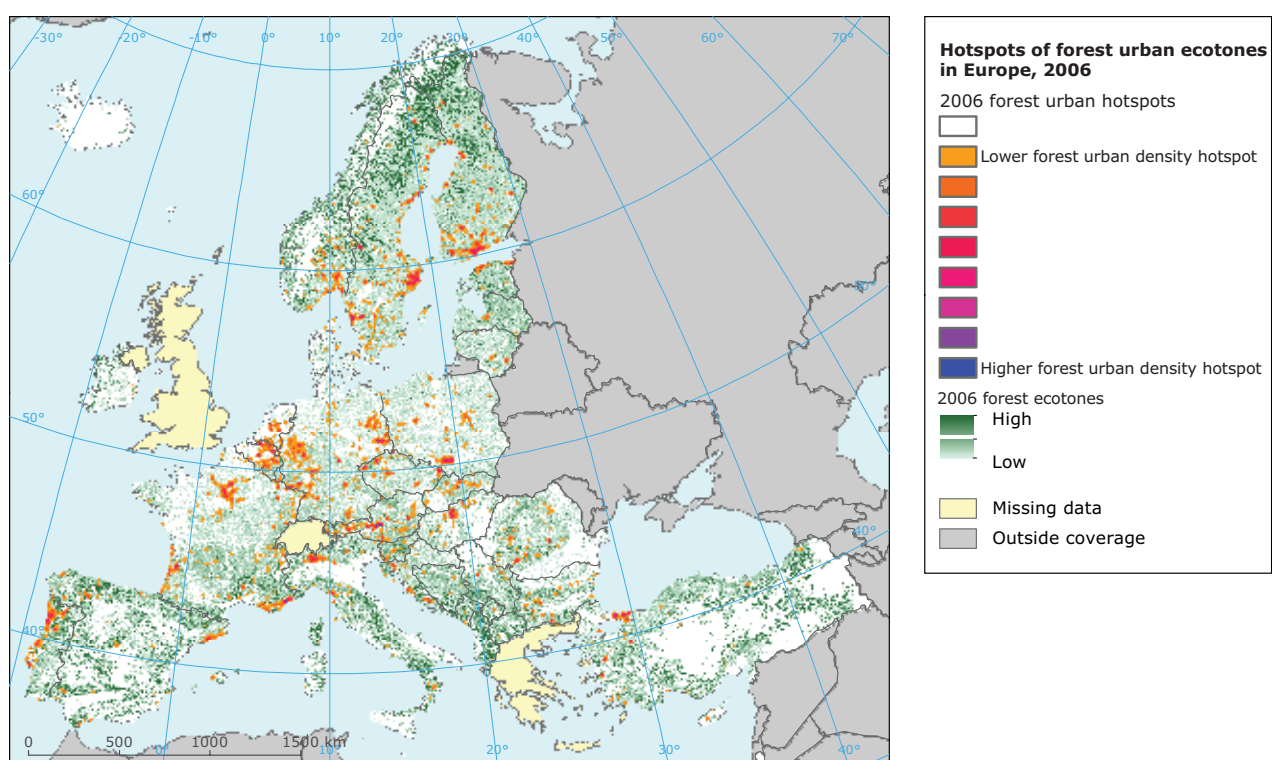 -30° -20° -10° 0° 10° 20° 30° 40° 50° 60° 70°
60°
50°
50°
40°
40°
0 500 1000 1500 km
0° 10° 20° 30° 40°
Hotspots of forest urban ecotones
in Europe, 2006
2006 forest urban hotspots
Lower forest urban density hotspot
Higher forest urban density hotspot
2006 forest ecotones
High
Low
Missing data
Outside coverage